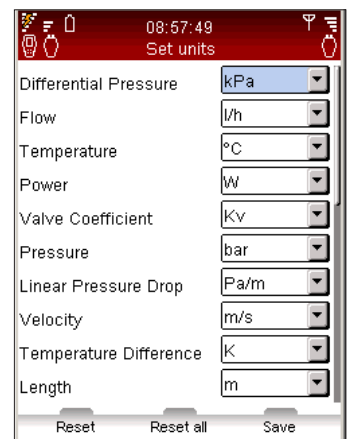 08:57:49
Set units
Differential Pressure kPa
Flow l/h
Temperature °C
Power W
Valve Coefficient Kv
Pressure bar
Linear Pressure Drop Pa/m
Velocity m/s
Temperature Difference K
Length m
Reset Reset all Save